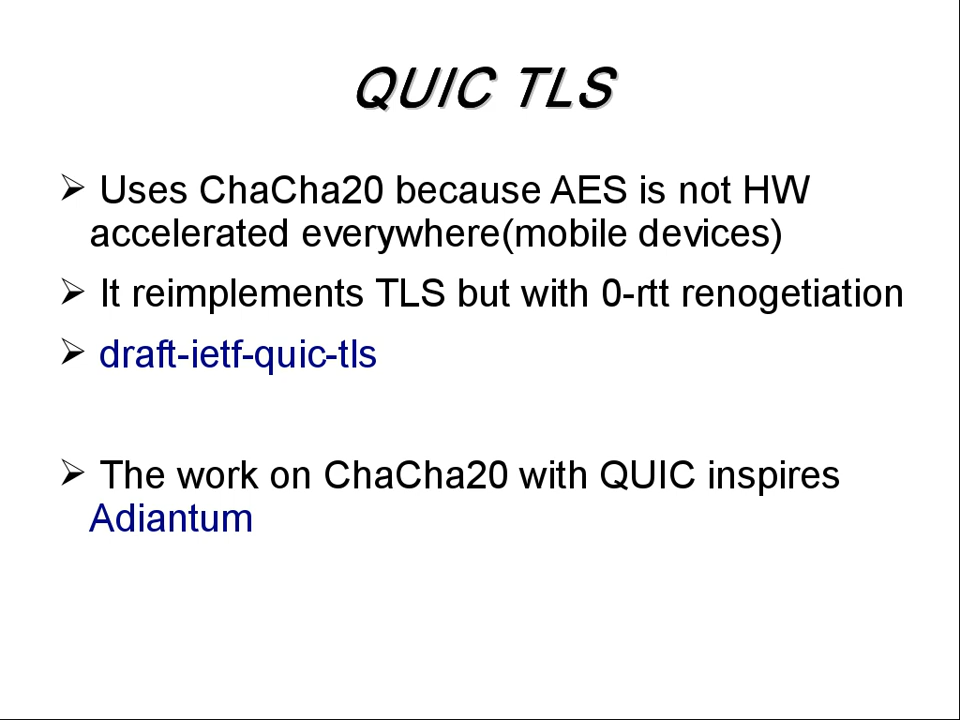 QUIC TLS
➢ Uses ChaCha20 because AES is not HW
accelerated everywhere(mobile devices)
➢ It reimplements TLS but with 0-rtt renogetiation
➢ draft-ietf-quic-tls
➢ The work on ChaCha20 with QUIC inspires
Adiantum